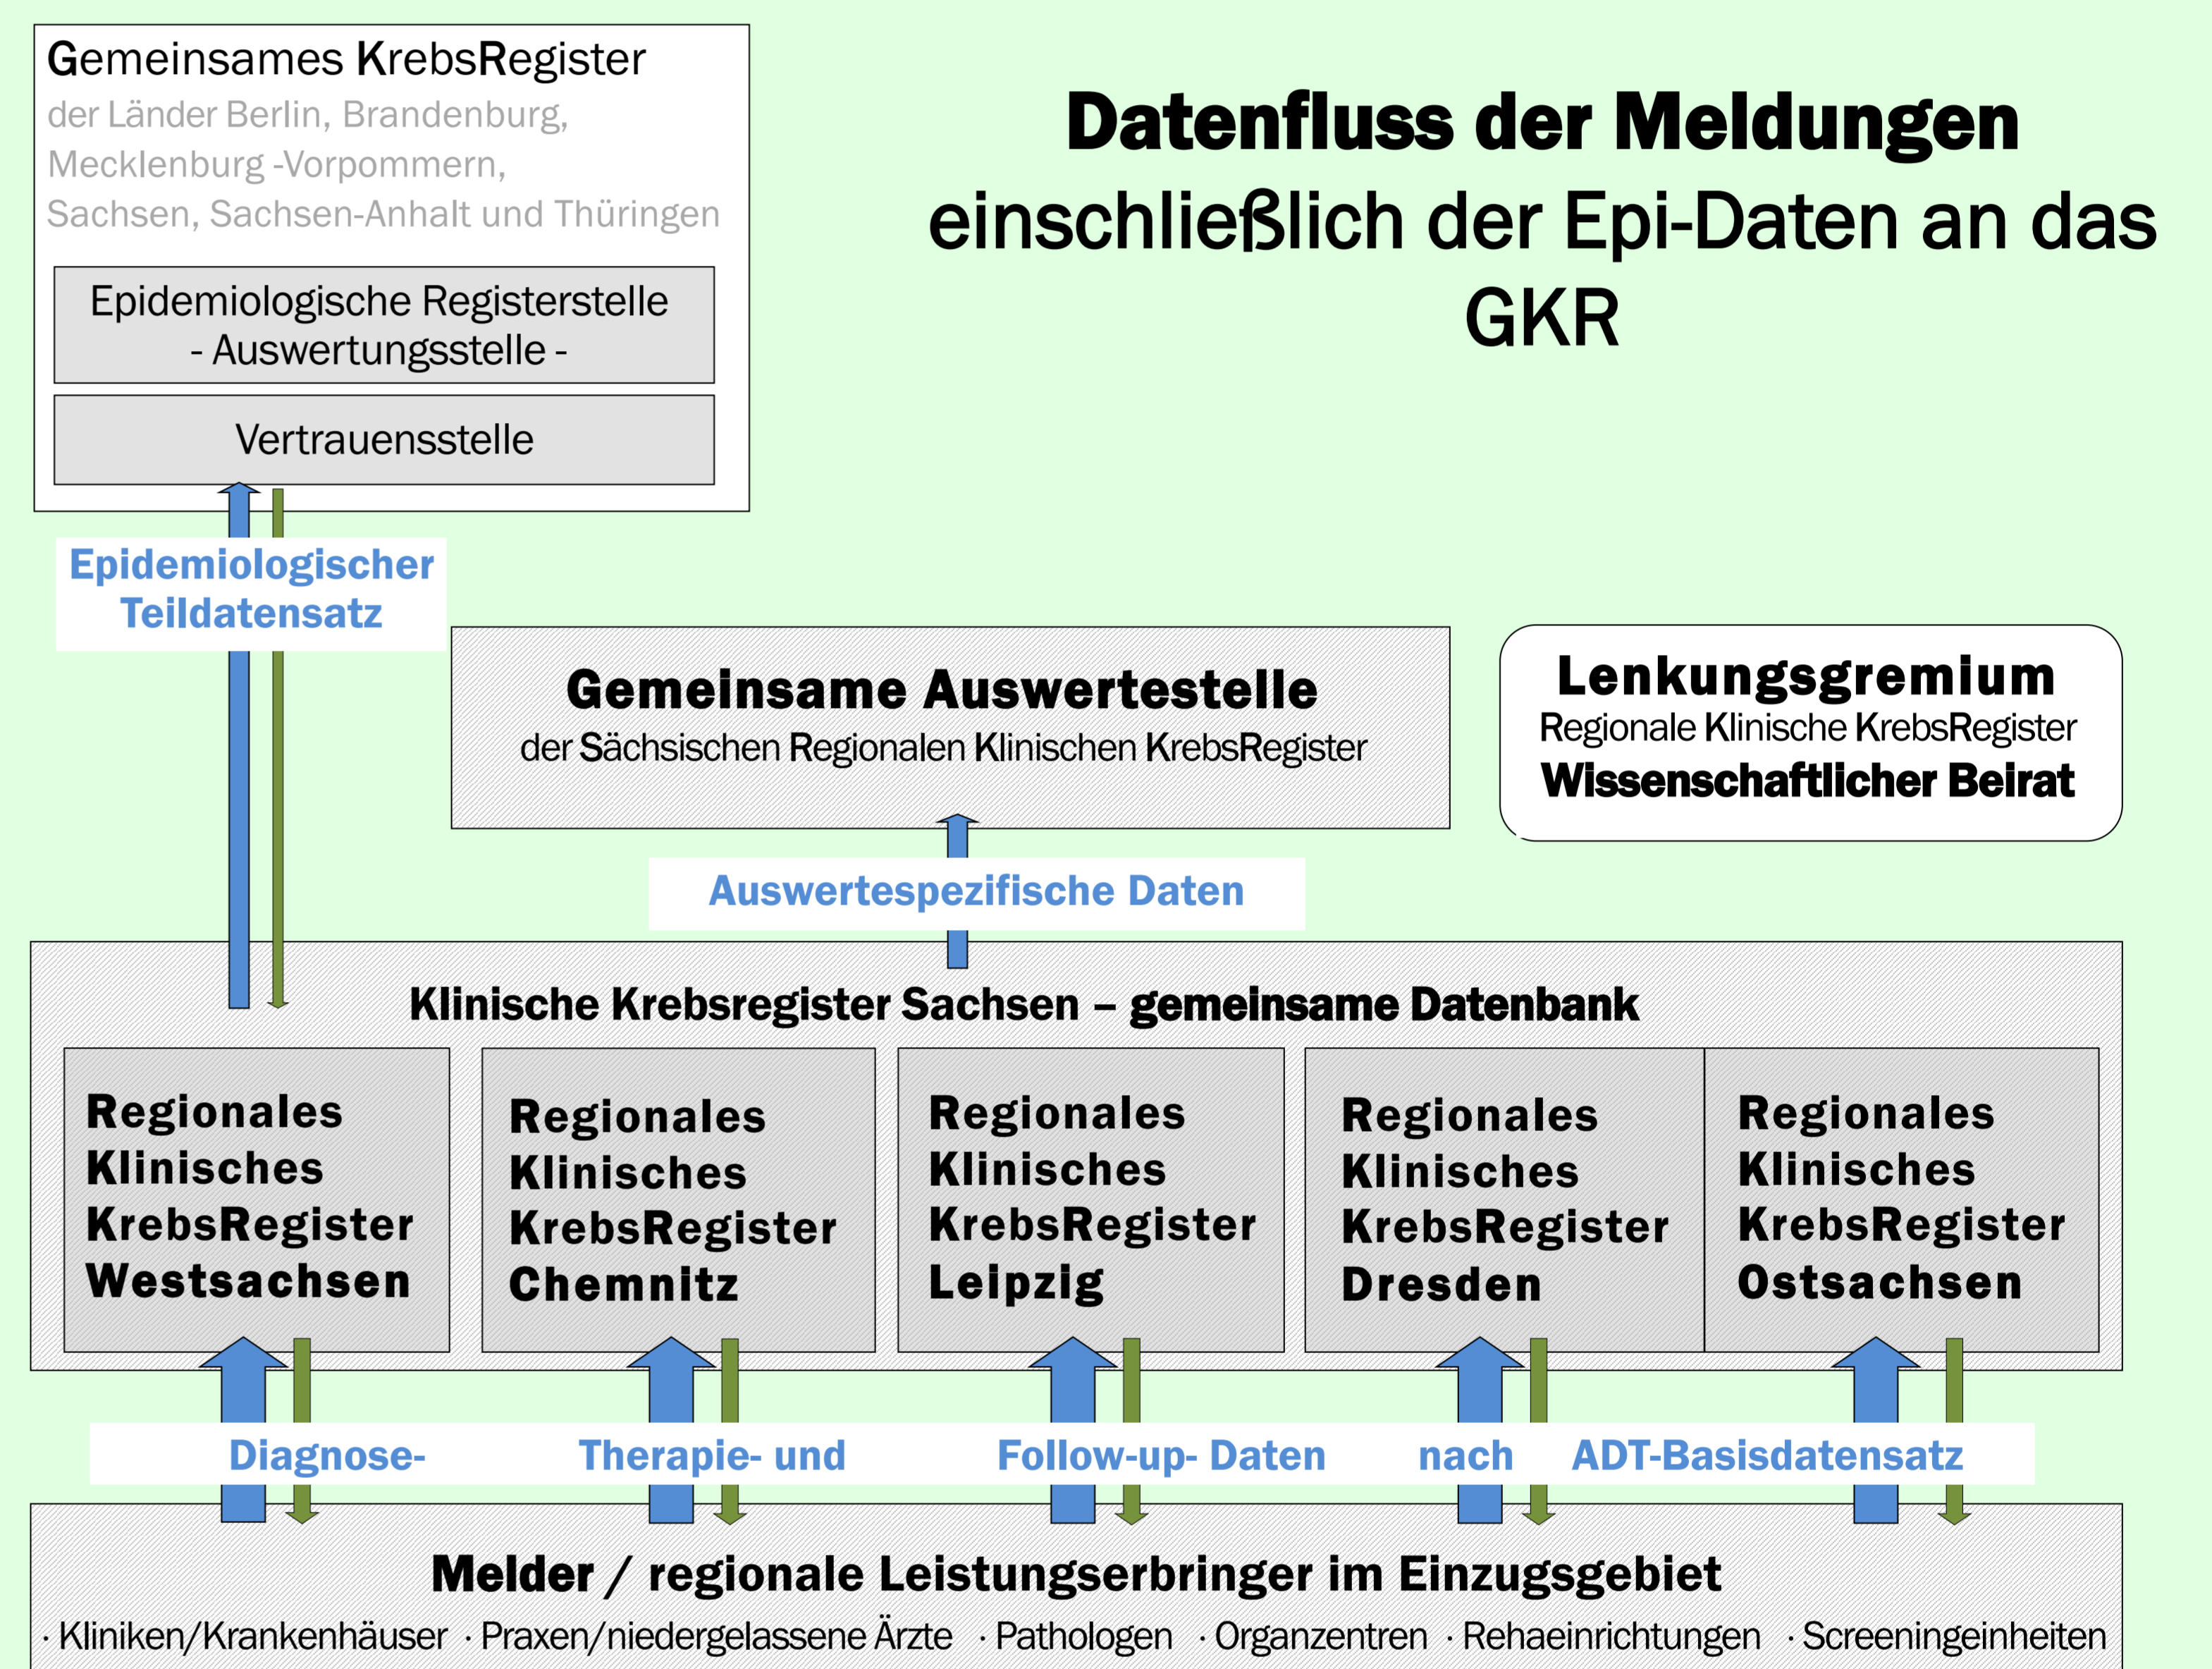 Gemeinsames KrebsRegister
der Länder Berlin, Brandenburg,
Mecklenburg -Vorpommern,
Sachsen, Sachsen-Anhalt und Thüringen
Epidemiologische Registerstelle
- Auswertungsstelle -
Vertrauensstelle
Datenfluss der Meldungen
einschließlich der Epi-Daten an das
GKR
Epidemiologischer
Teildatensatz
Gemeinsame Auswertestelle
der Sächsischen Regionalen Klinischen KrebsRegister
Lenkungsgremium
Regionale Klinische KrebsRegister
Wissenschaftlicher Beirat
Auswertespezifische Daten
Klinische Krebsregister Sachsen – gemeinsame Datenbank
Regionales
Klinisches
KrebsRegister
Westsachsen
Regionales
Klinisches
KrebsRegister
Chemnitz
Regionales
Klinisches
KrebsRegister
Leipzig
Regionales
Klinisches
KrebsRegister
Dresden
Regionales
Klinisches
KrebsRegister
Ostsachsen
Diagnose- Therapie- und Follow-up- Daten nach ADT-Basisdatensatz
Melder / regionale Leistungserbringer im Einzugsgebiet
· Kliniken/Krankenhäuser · Praxen/niedergelassene Ärzte · Pathologen · Organzentren · Rehaeinrichtungen · Screeningeinheiten